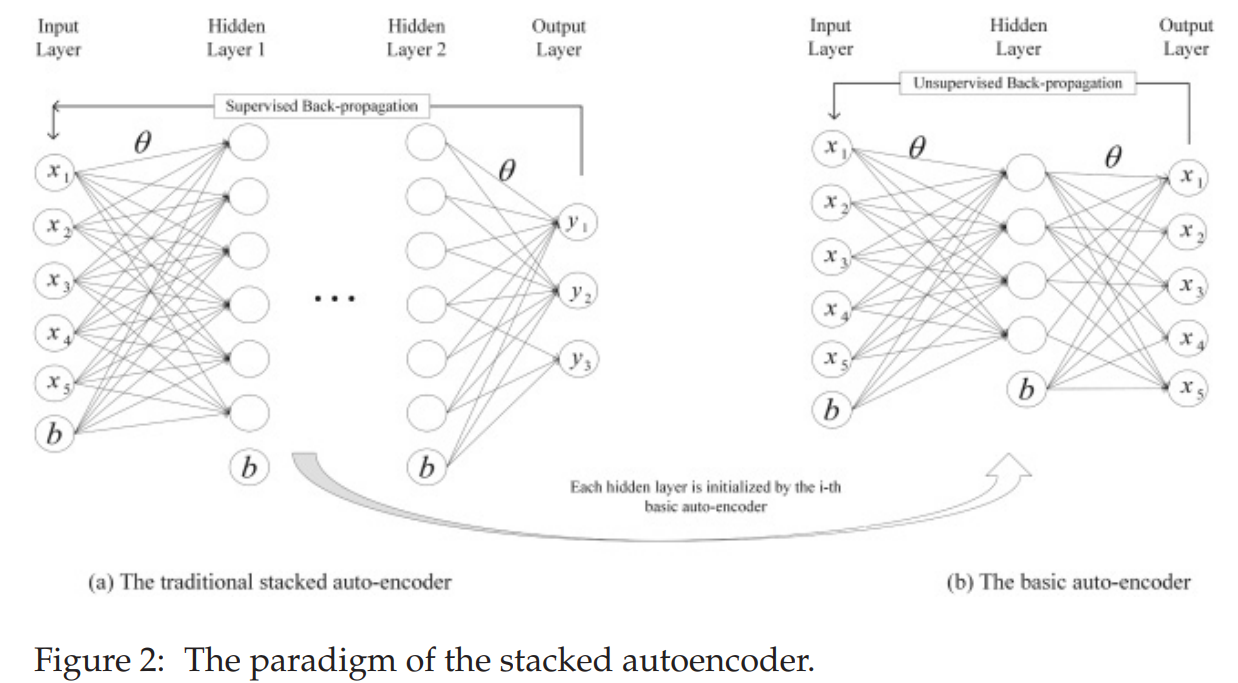 Input
Layer
Hidden
Layer 1
Hidden
Layer 2
Output
Layer
Supervised Back-propagation
θ
θ
x1
x2
x3
x4
x5
b
b
...
b
y1
y2
y3
Input
Layer
Hidden
Layer
Output
Layer
Unsupervised Back-propagation
θ
θ
x1
x2
x3
x4
x5
b
b
x1
x2
x3
x4
x5
Each hidden layer is initialized by the i-th
basic auto-encoder
(a) The traditional stacked auto-encoder
(b) The basic auto-encoder
Figure 2: The paradigm of the stacked autoencoder.